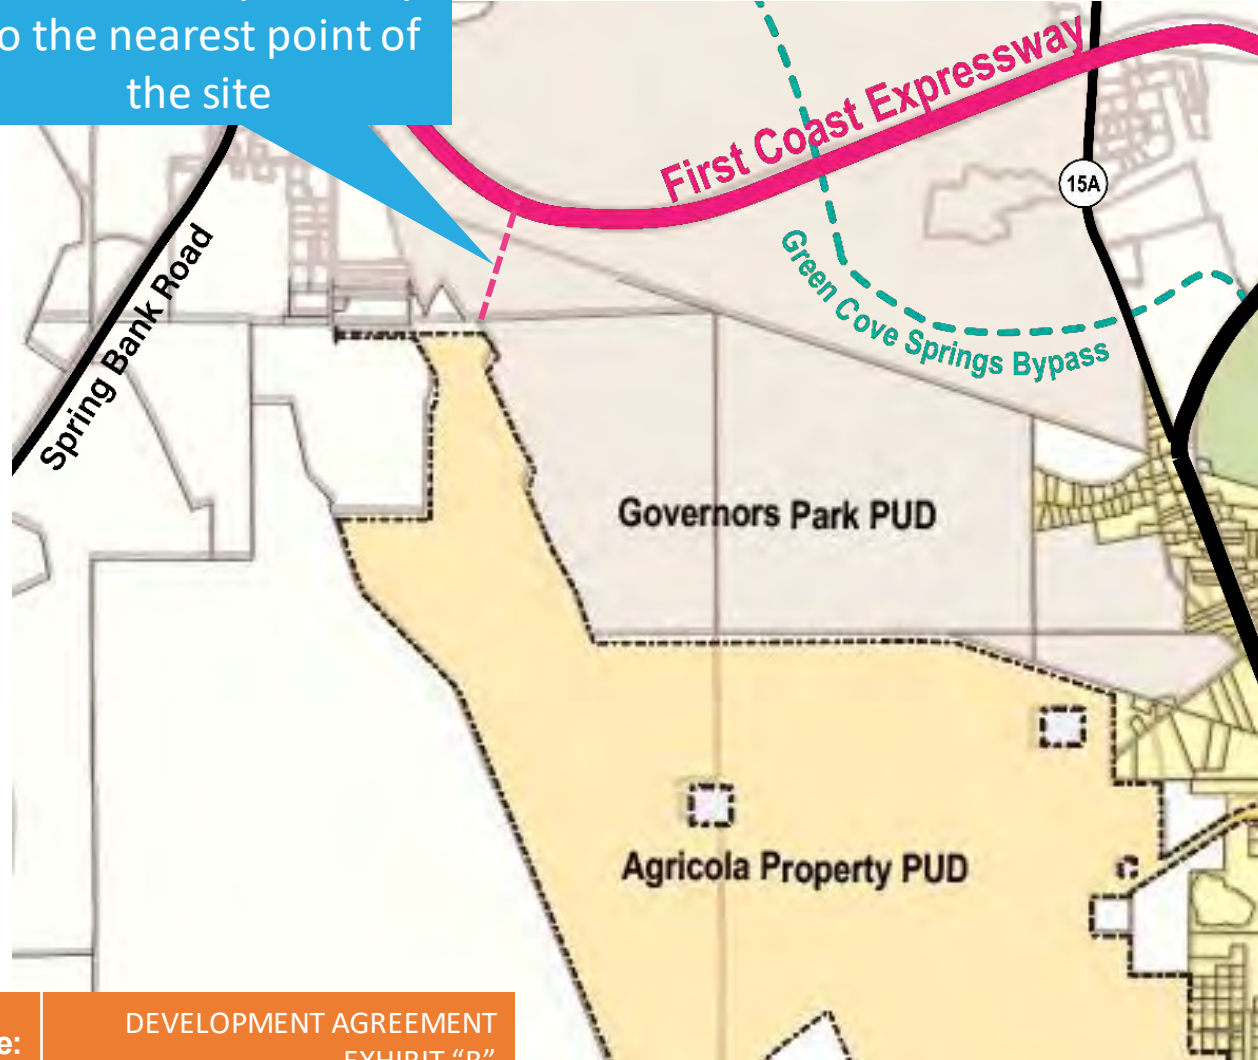 o the nearest point of
the site
First Coast Expressway
15A
Spring Bank Road
Green Cove Springs Bypass
Governors Park PUD
Agricola Property PUD
e:
DEVELOPMENT AGREEMENT
EXHIBIT “B”